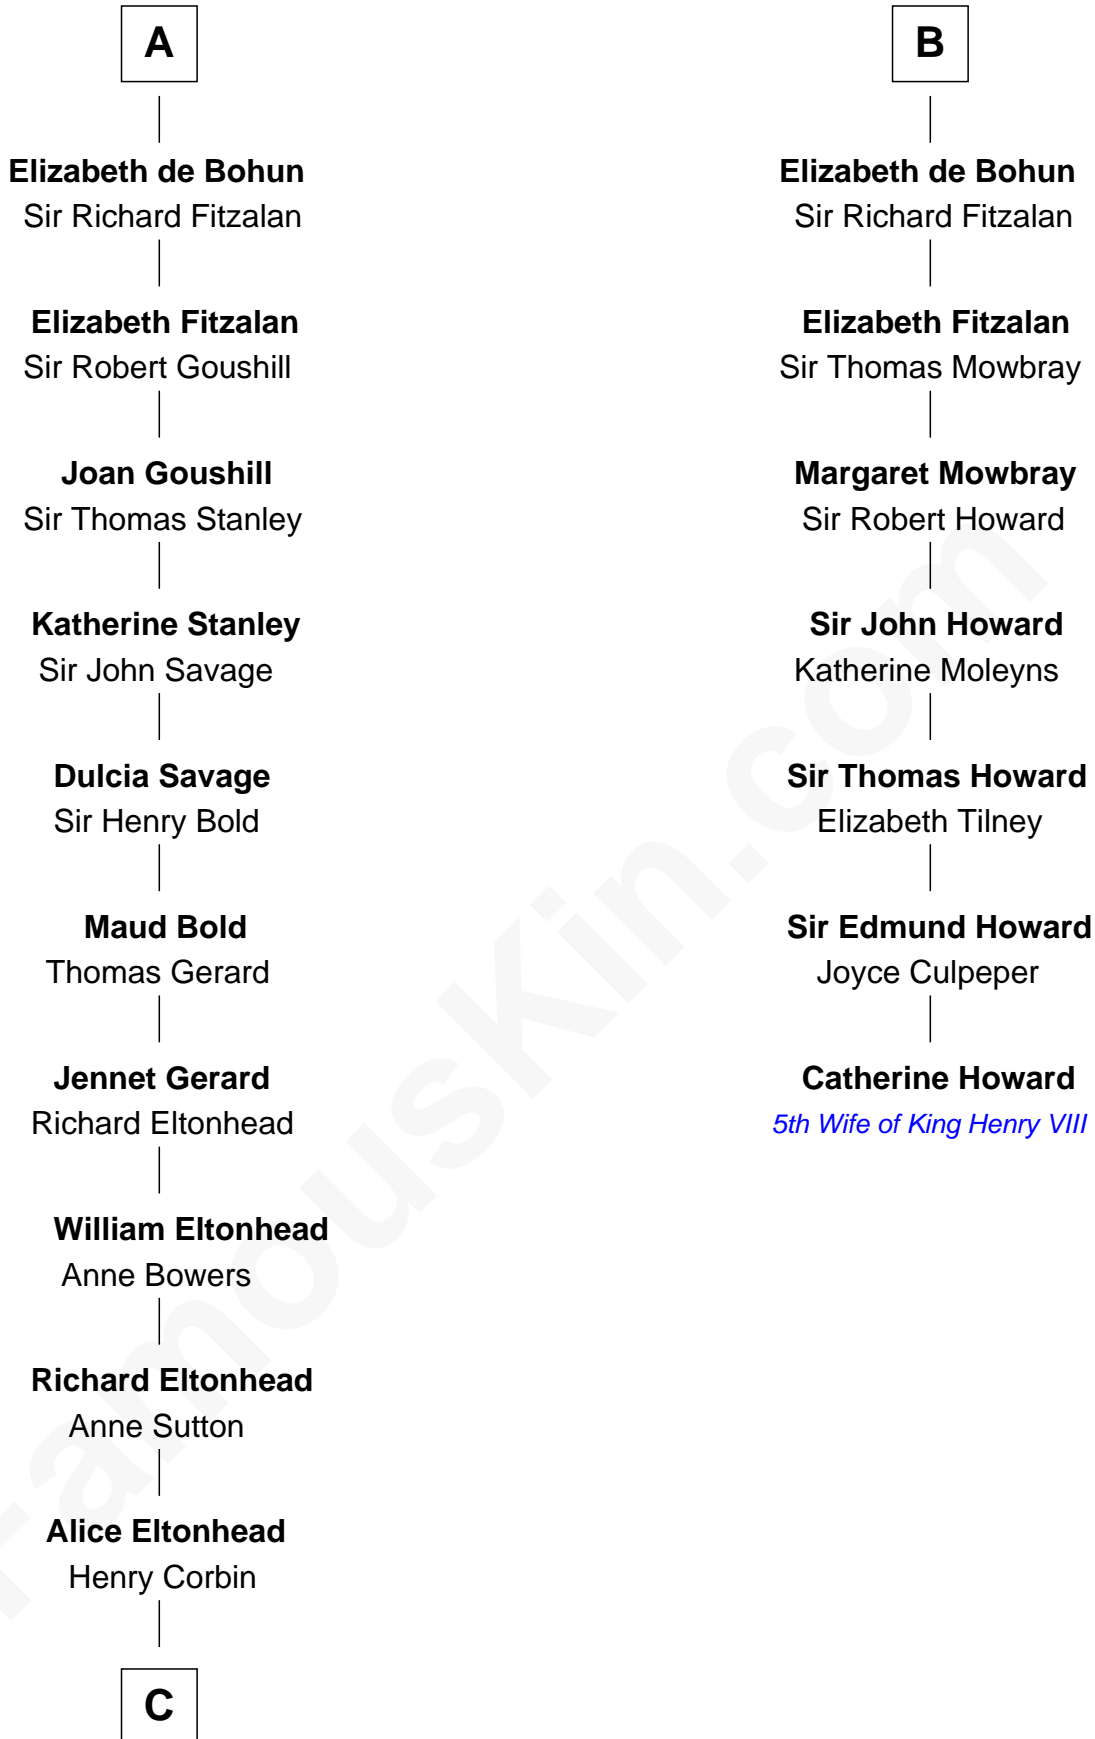 A
Elizabeth de Bohun
Sir Richard Fitzalan
Elizabeth Fitzalan
Sir Robert Goushill
Joan Goushill
Sir Thomas Stanley
Katherine Stanley
Sir John Savage
Dulcia Savage
Sir Henry Bold
Maud Bold
Thomas Gerard
Jennet Gerard
Richard Eltonhead
William Eltonhead
Anne Bowers
Richard Eltonhead
Anne Sutton
Alice Eltonhead
Henry Corbin
C
B
Elizabeth de Bohun
Sir Richard Fitzalan
Elizabeth Fitzalan
Sir Thomas Mowbray
Margaret Mowbray
Sir Robert Howard
Sir John Howard
Katherine Moleyns
Sir Thomas Howard
Elizabeth Tilney
Sir Edmund Howard
Joyce Culpeper
Catherine Howard
5th Wife of King Henry VIII
FamousKin.com